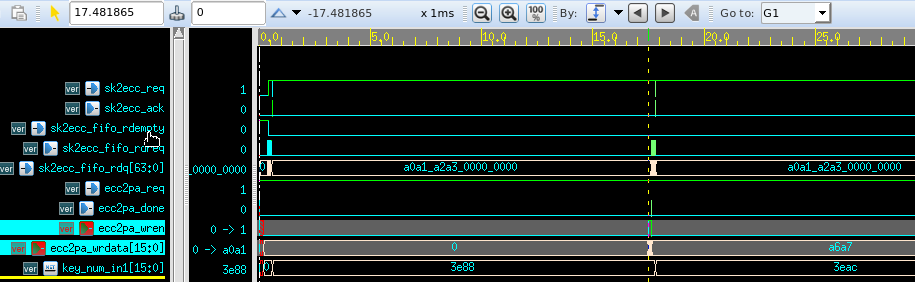 17.481865 0 -17.481865 x 1ms 100 % By: Go to: G1
0,0 5,0 10,0 15,0 20,0 25,0
ver sk2ecc_req 1
ver sk2ecc_ack 0
ver sk2ecc_fifo_rdempty 0
ver 0
ver sk2ecc_fifo_rdq[63:0] _0000_0000 0 a0a1_a2a3_0000_0000 a0a1_a2a3_0000_0000
ver ecc2pa_req 1
ver ecc2pa_done 0
ver ecc2pa_wren 0 -> 1
ver ecc2pa_wrdata[15:0] 0 -> a0a1 0 a6a7
ver key_num_in1[15:0] 3e88 0 3e88 3eac